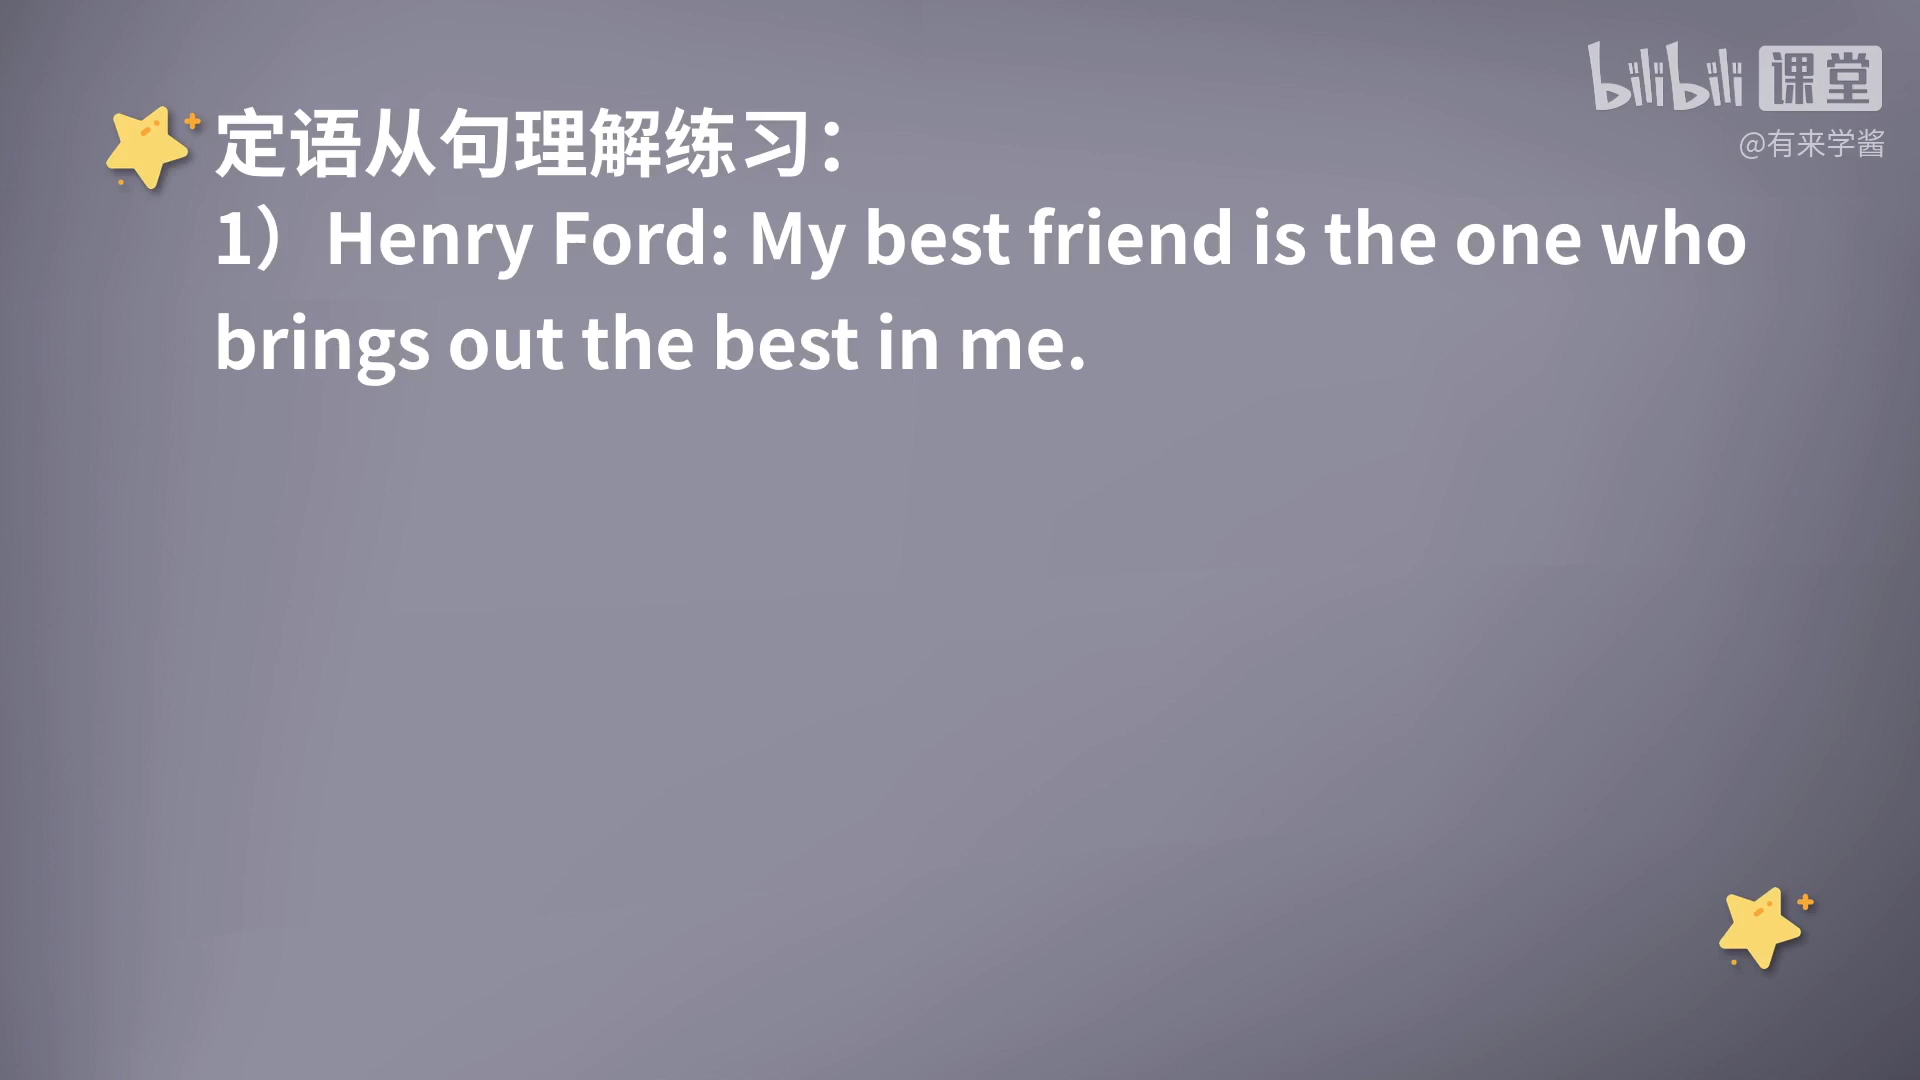 bilibili 课堂
@有来学酱
定语从句理解练习：
1）Henry Ford: My best friend is the one who
brings out the best in me.